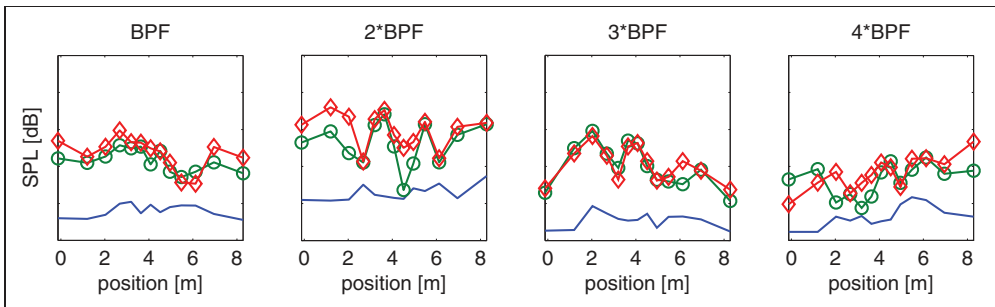 BPF 2*BPF 3*BPF 4*BPF
SPL [dB]
0 2 4 6 8 0 2 4 6 8 0 2 4 6 8 0 2 4 6 8
position [m] position [m] position [m] position [m]